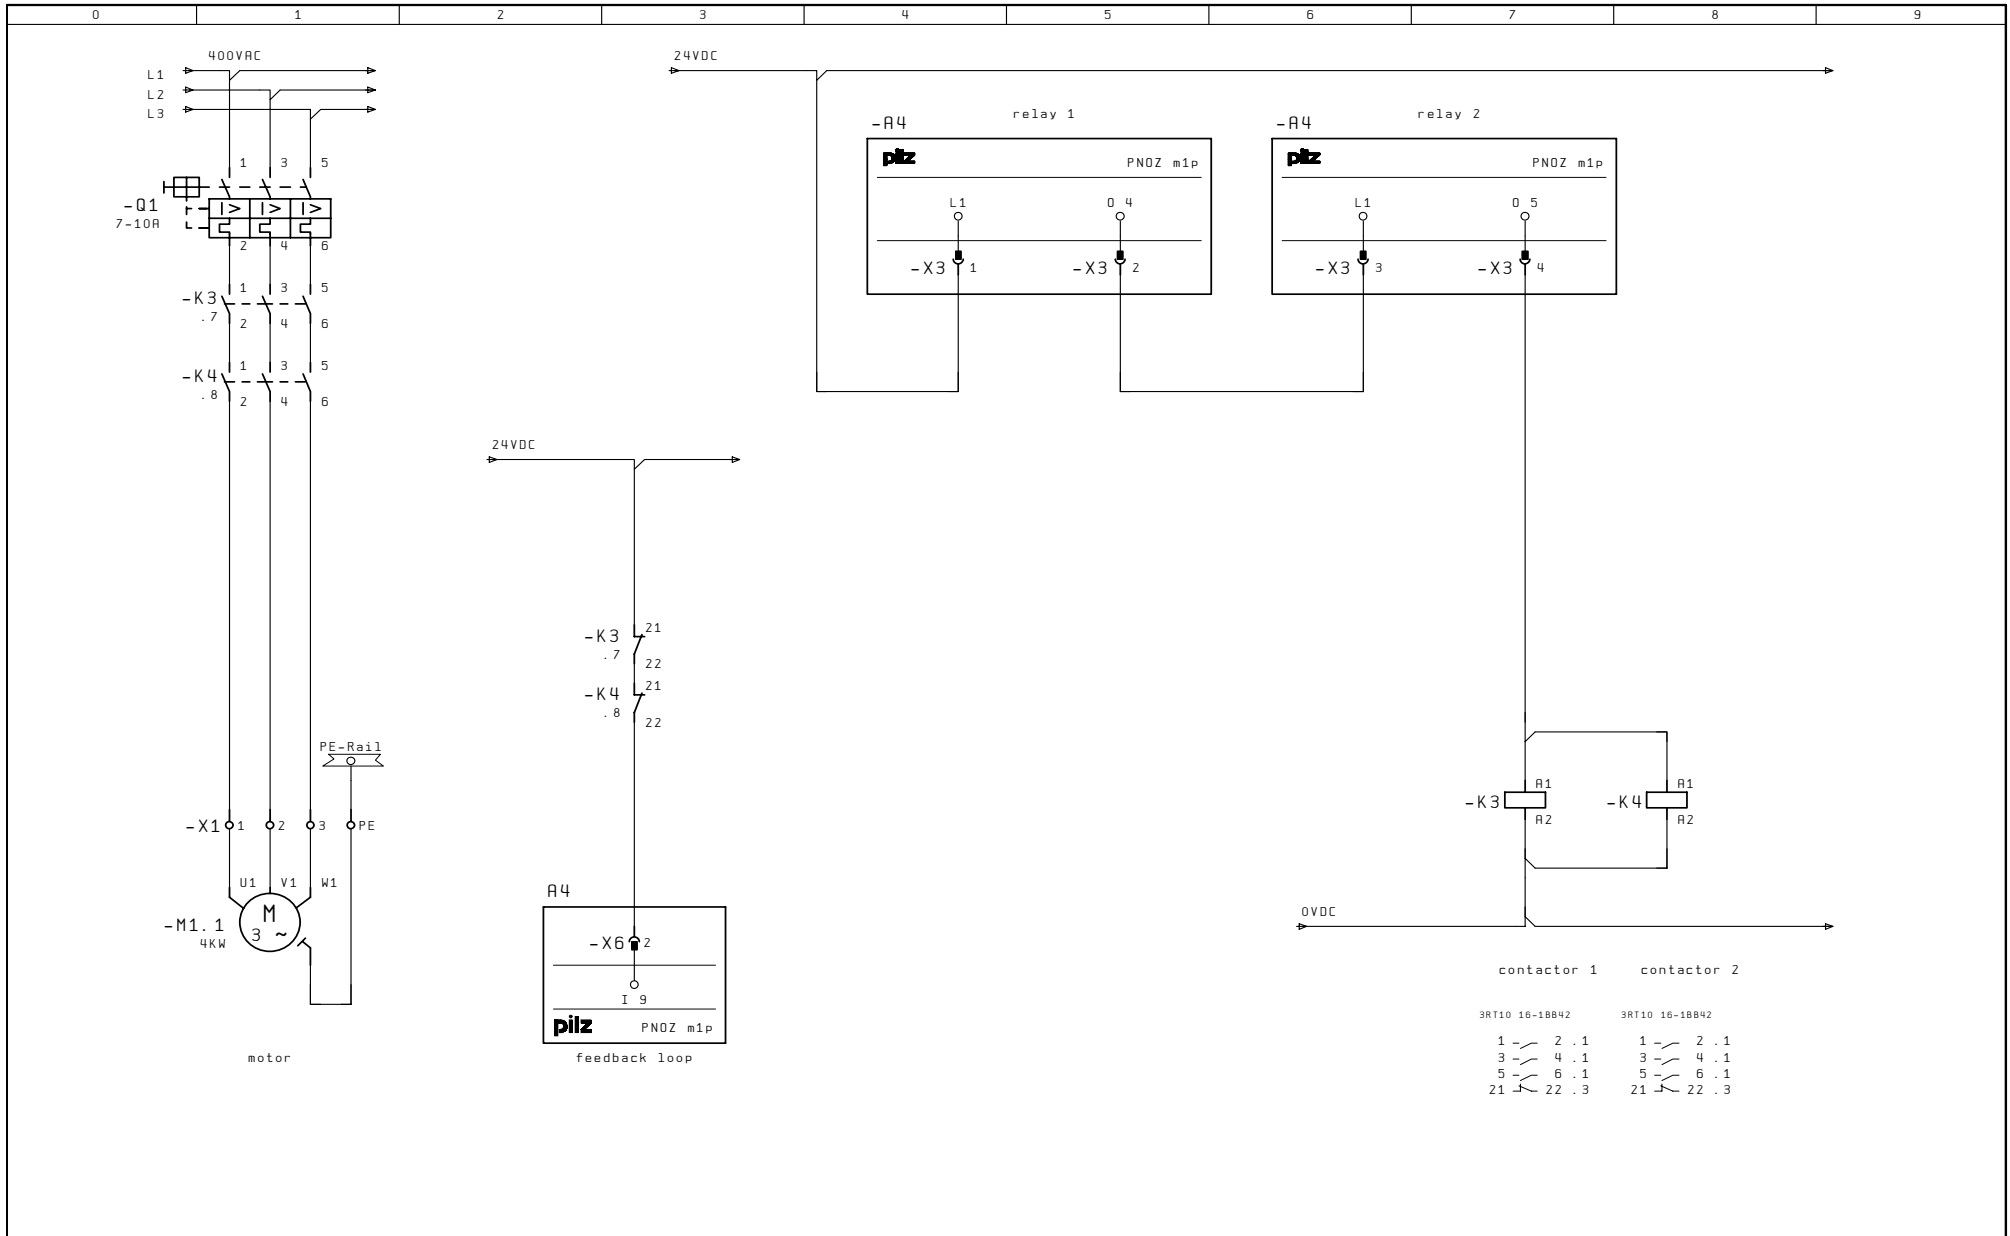 0 1 2 3 4 5 6 7 8 9
400VAC
L1
L2
L3
24VDC
relay 1
relay 2
-A4
-A4
pilz PNOZ m1p
pilz PNOZ m1p
L1 O 4
L1 O 5
-X3 1 -X3 2
-X3 3 -X3 4
1 3 5
-Q1
7-10A
2 4 6
1 3 5
-K3
.7
2 4 6
1 3 5
-K4
.8
2 4 6
24VDC
-K3 21
.7
22
-K4 21
.8
22
PE-Rail
-X1 1 2 3 PE
U1 V1 W1
-M1.1
4KW
M
3 ~
motor
A4
-X6 2
I 9
pilz PNOZ m1p
feedback loop
A1 A1
-K3 -K4
A2 A2
0VDC
contactor 1 contactor 2
3RT10 16-1BB42 3RT10 16-1BB42
1 2 .1 1 2 .1
3 4 .1 3 4 .1
5 6 .1 5 6 .1
21 22 .3 21 22 .3